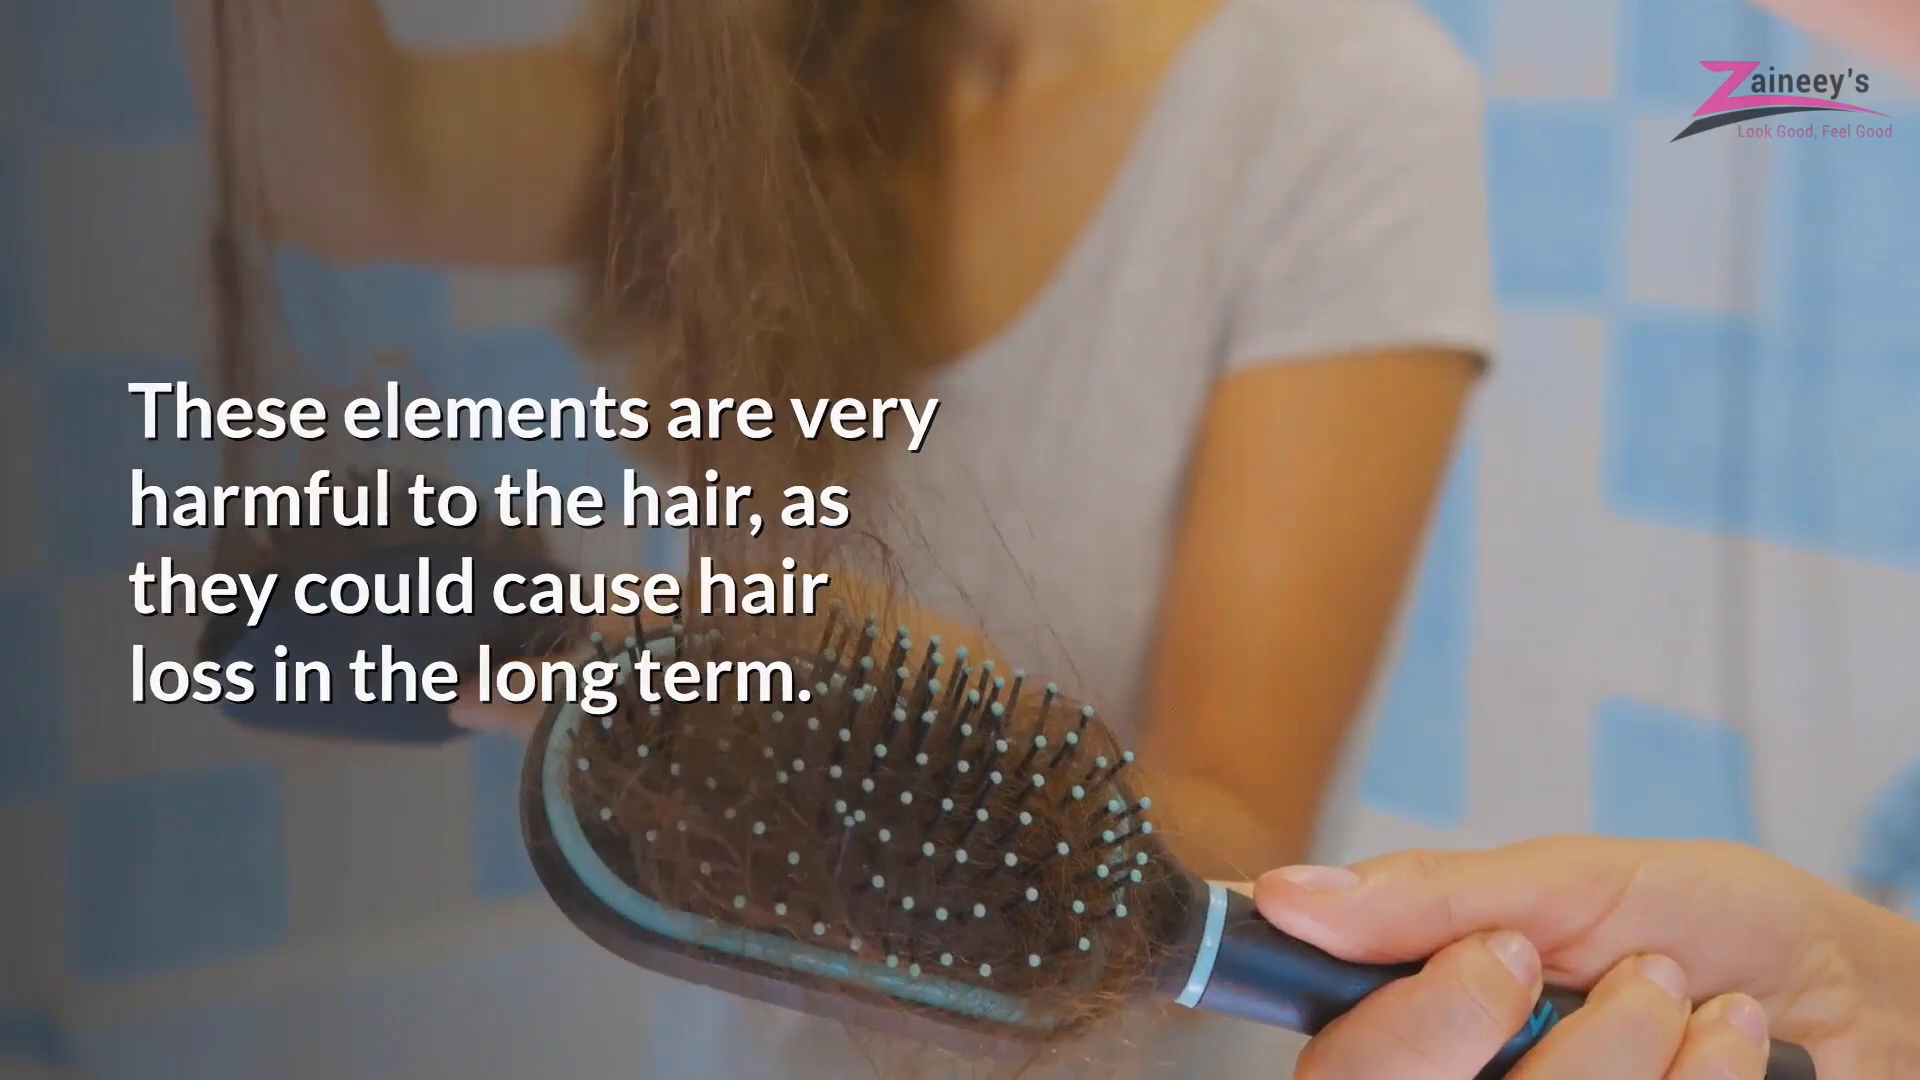 Zaineey's
Look Good, Feel Good
These elements are very
harmful to the hair, as
they could cause hair
loss in the long term.